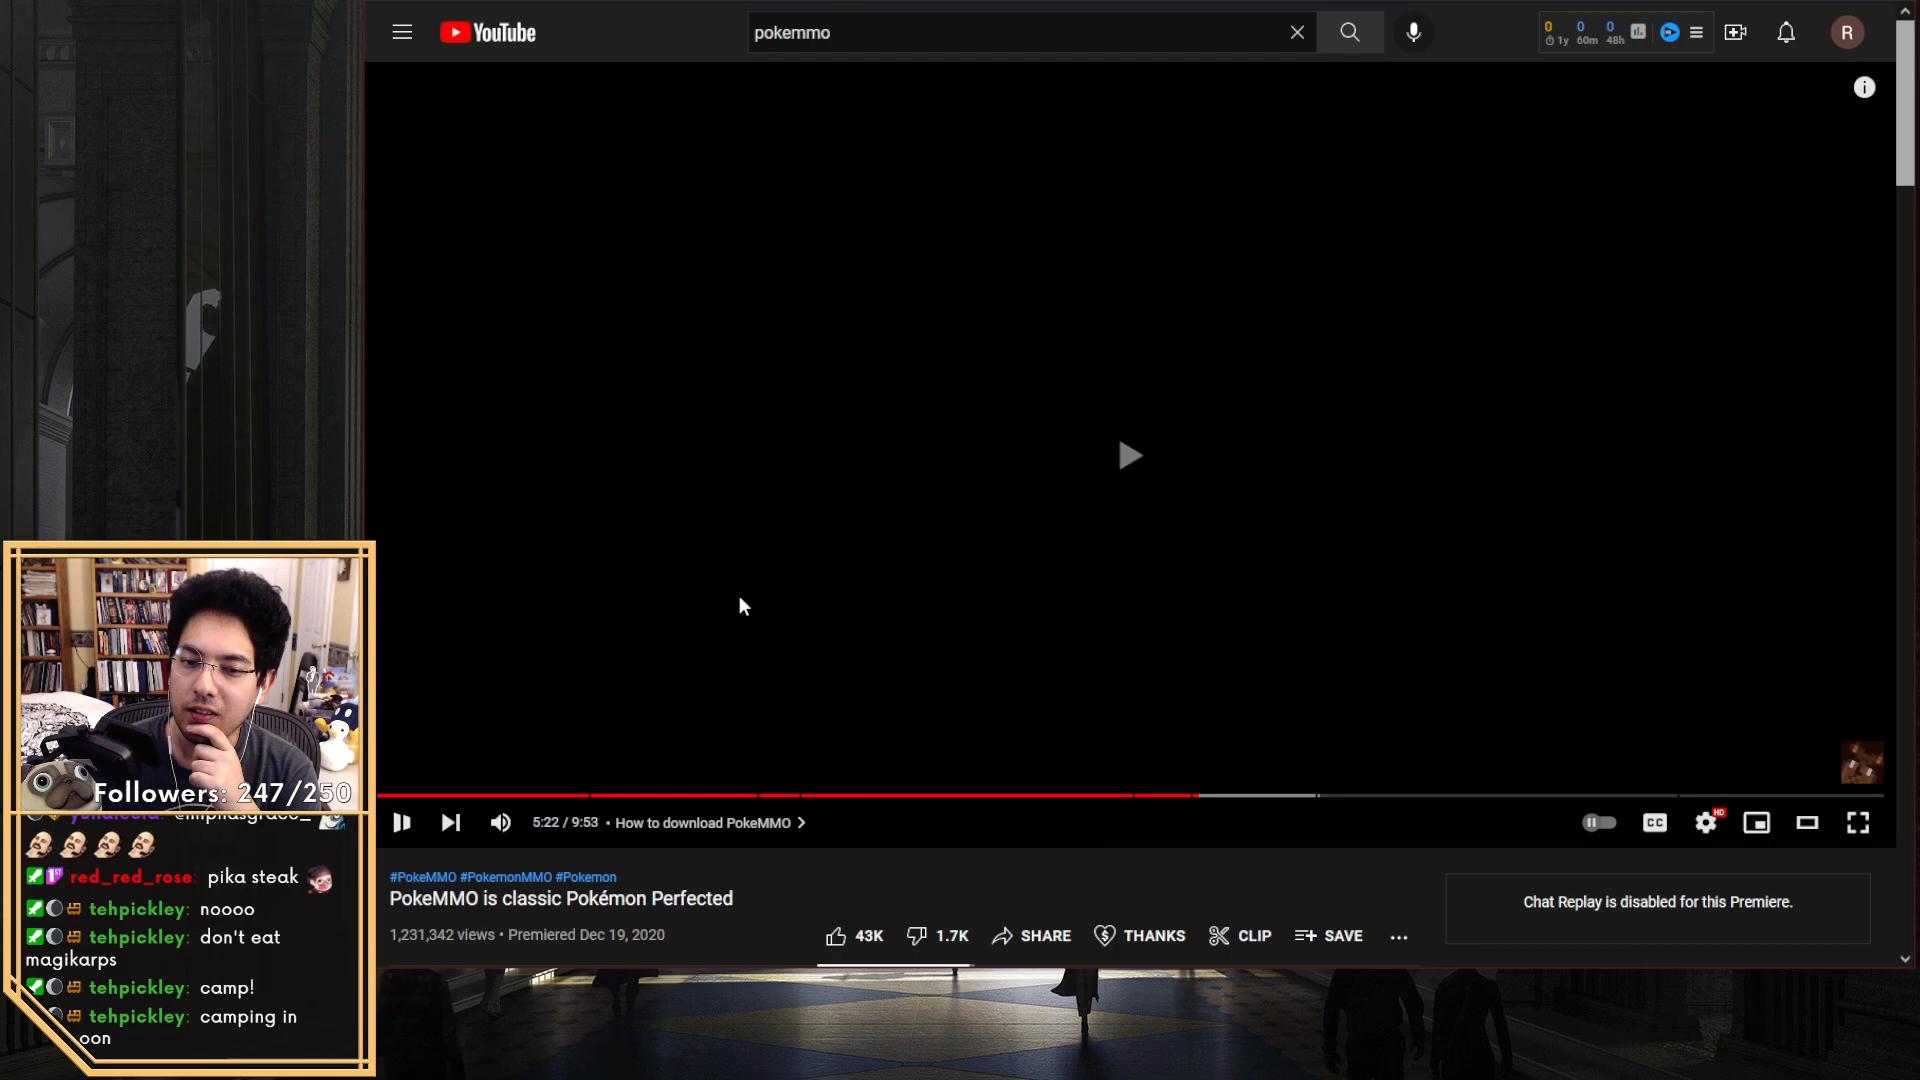 YouTube
pokemmo
0 0 0
1y 60m 48h
R
5:22 / 9:53 • How to download PokeMMO
CC
HD
#PokeMMO #PokemonMMO #Pokemon
PokeMMO is classic Pokémon Perfected
1,231,342 views • Premiered Dec 19, 2020
43K 1.7K SHARE THANKS CLIP SAVE
Chat Replay is disabled for this Premiere.
Followers: 247/250
1ST red_red_rose: pika steak
tehpickley: noooo
tehpickley: don't eat
magikarps
tehpickley: camp!
tehpickley: camping in
oon